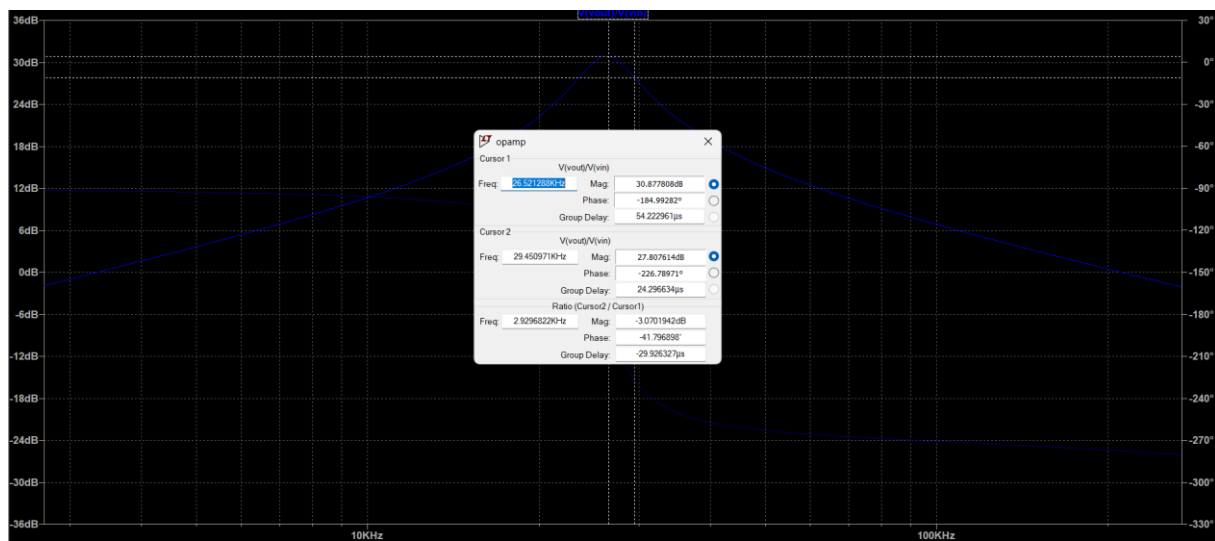 V(vout)/V(vin)
36dB
30dB
24dB
18dB
12dB
6dB
0dB
-6dB
-12dB
-18dB
-24dB
-30dB
-36dB
30°
0°
-30°
-60°
-90°
-120°
-150°
-180°
-210°
-240°
-270°
-300°
-330°
10KHz
100KHz
opamp
Cursor 1
V(vout)/V(vin)
Freq: 26.521288KHz Mag: 30.877808dB
Phase: -184.99282°
Group Delay: 54.222961µs
Cursor 2
V(vout)/V(vin)
Freq: 29.450971KHz Mag: 27.807614dB
Phase: -226.78971°
Group Delay: 24.296634µs
Ratio (Cursor2 / Cursor1)
Freq: 2.9296822KHz Mag: -3.0701942dB
Phase: -41.796898°
Group Delay: -29.926327µs